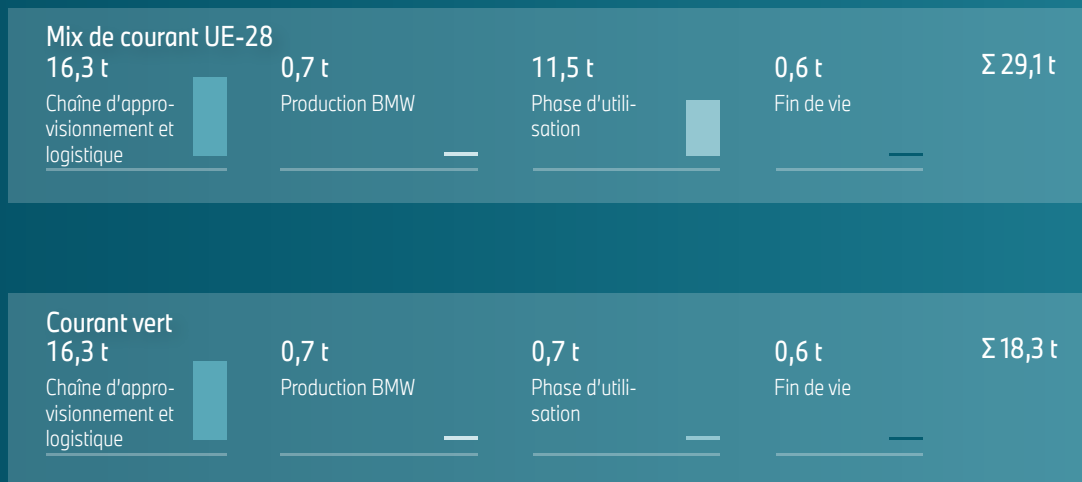 Mix de courant UE-28
16,3 t
Chaîne d'appro-
visionnement et
logistique
0,7 t
Production BMW
11,5 t
Phase d'utili-
sation
0,6 t
Fin de vie
Σ 29,1 t
Courant vert
16,3 t
Chaîne d'appro-
visionnement et
logistique
0,7 t
Production BMW
0,7 t
Phase d'utili-
sation
0,6 t
Fin de vie
Σ 18,3 t